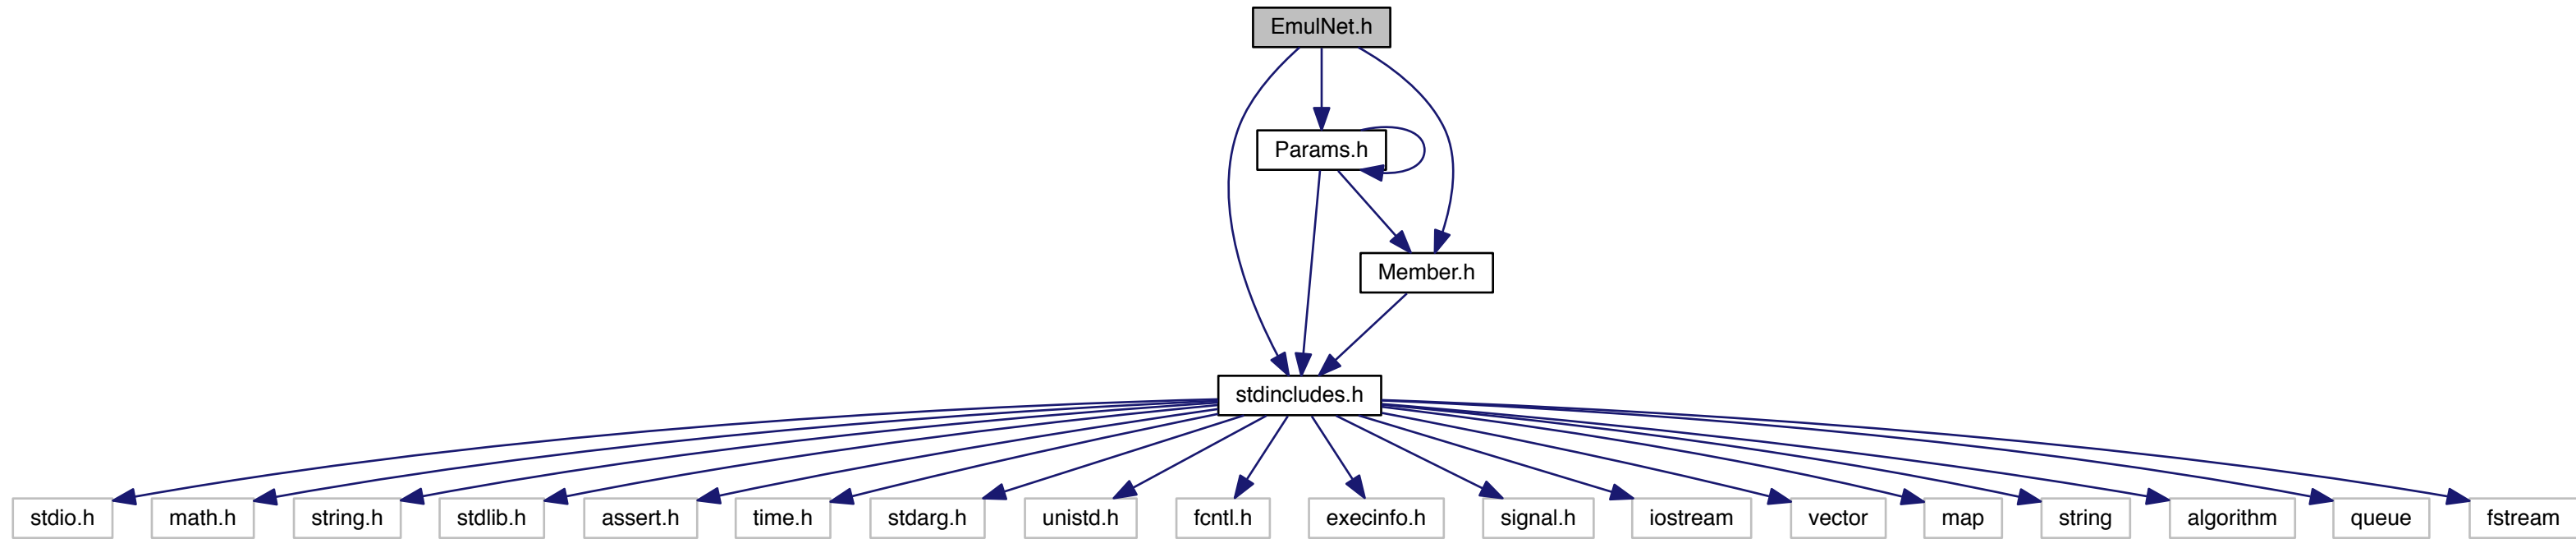 EmulNet.h
Params.h
Member.h
stdincludes.h
stdio.h
math.h
string.h
stdlib.h
assert.h
time.h
stdarg.h
unistd.h
fcntl.h
execinfo.h
signal.h
iostream
vector
map
string
algorithm
queue
fstream